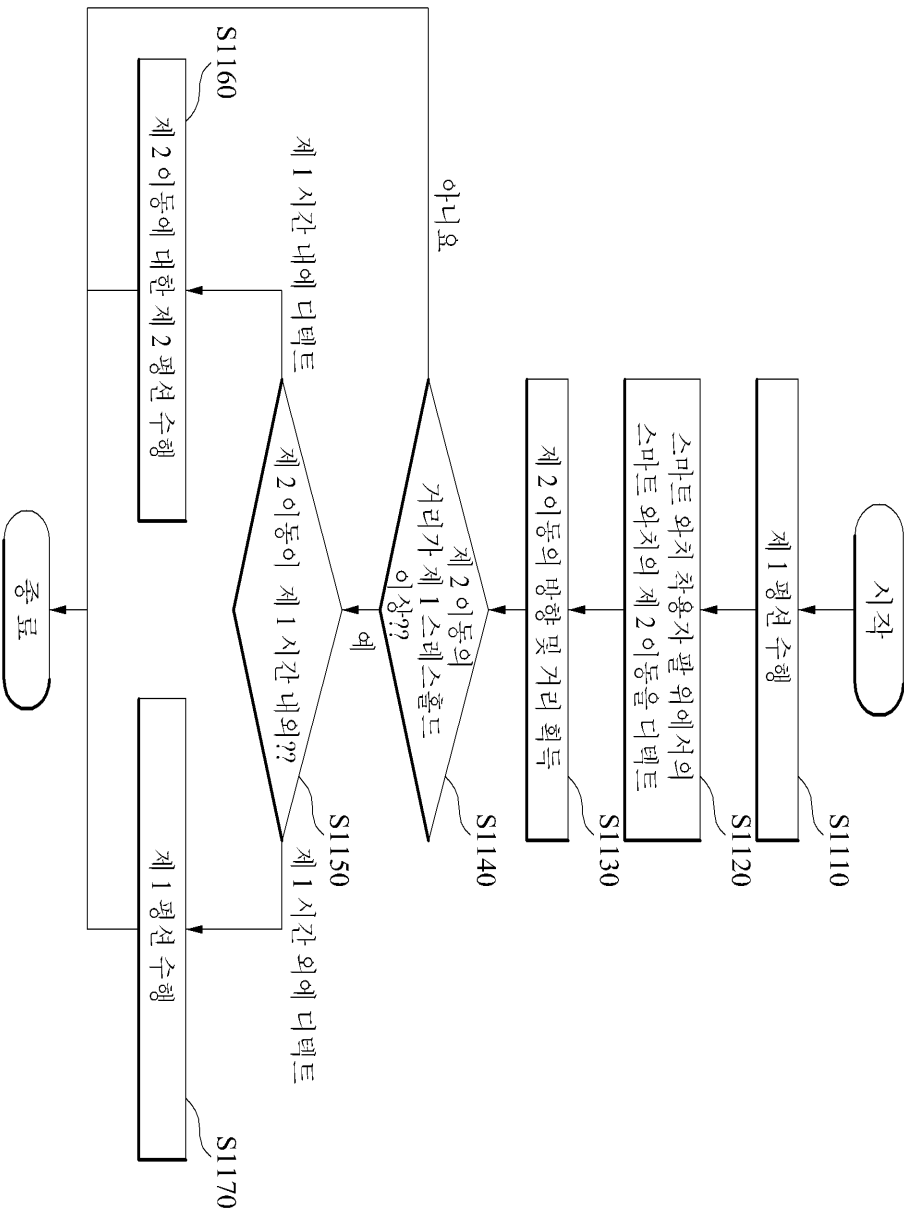 시작
S1110
제 1 펑션 수행
S1120
스마트 와치 착용자 팔 위에서의
스마트 와치의 제 2 이동을 디텍트
S1130
제 2 이동의 방향 및 거리 획득
S1140
제 2 이동의
거리가 제 1 스레스홀드
이상??
아니요
예
S1150
제 2 이동이 제 1 시간 내외??
제 1 시간 내에 디텍트
제 1 시간 외에 디텍트
S1160
제 2 이동에 대한 제 2 펑션 수행
S1170
제 1 펑션 수행
종료